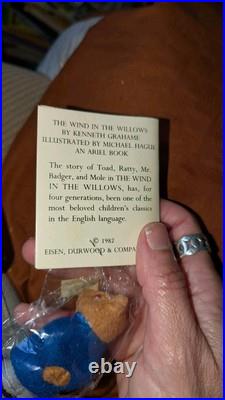 THE WIND IN THE WILLOWS
BY KENNETH GRAHAME
ILLUSTRATED BY MICHAEL HAGUE
AN ARIEL BOOK
The story of Toad, Ratty, Mr.
Badger, and Mole in THE WIND
IN THE WILLOWS, has, for
four generations, been one of the
most beloved children's classics
in the English language.
© 1982
EISEN, DURWOOD & COMPA